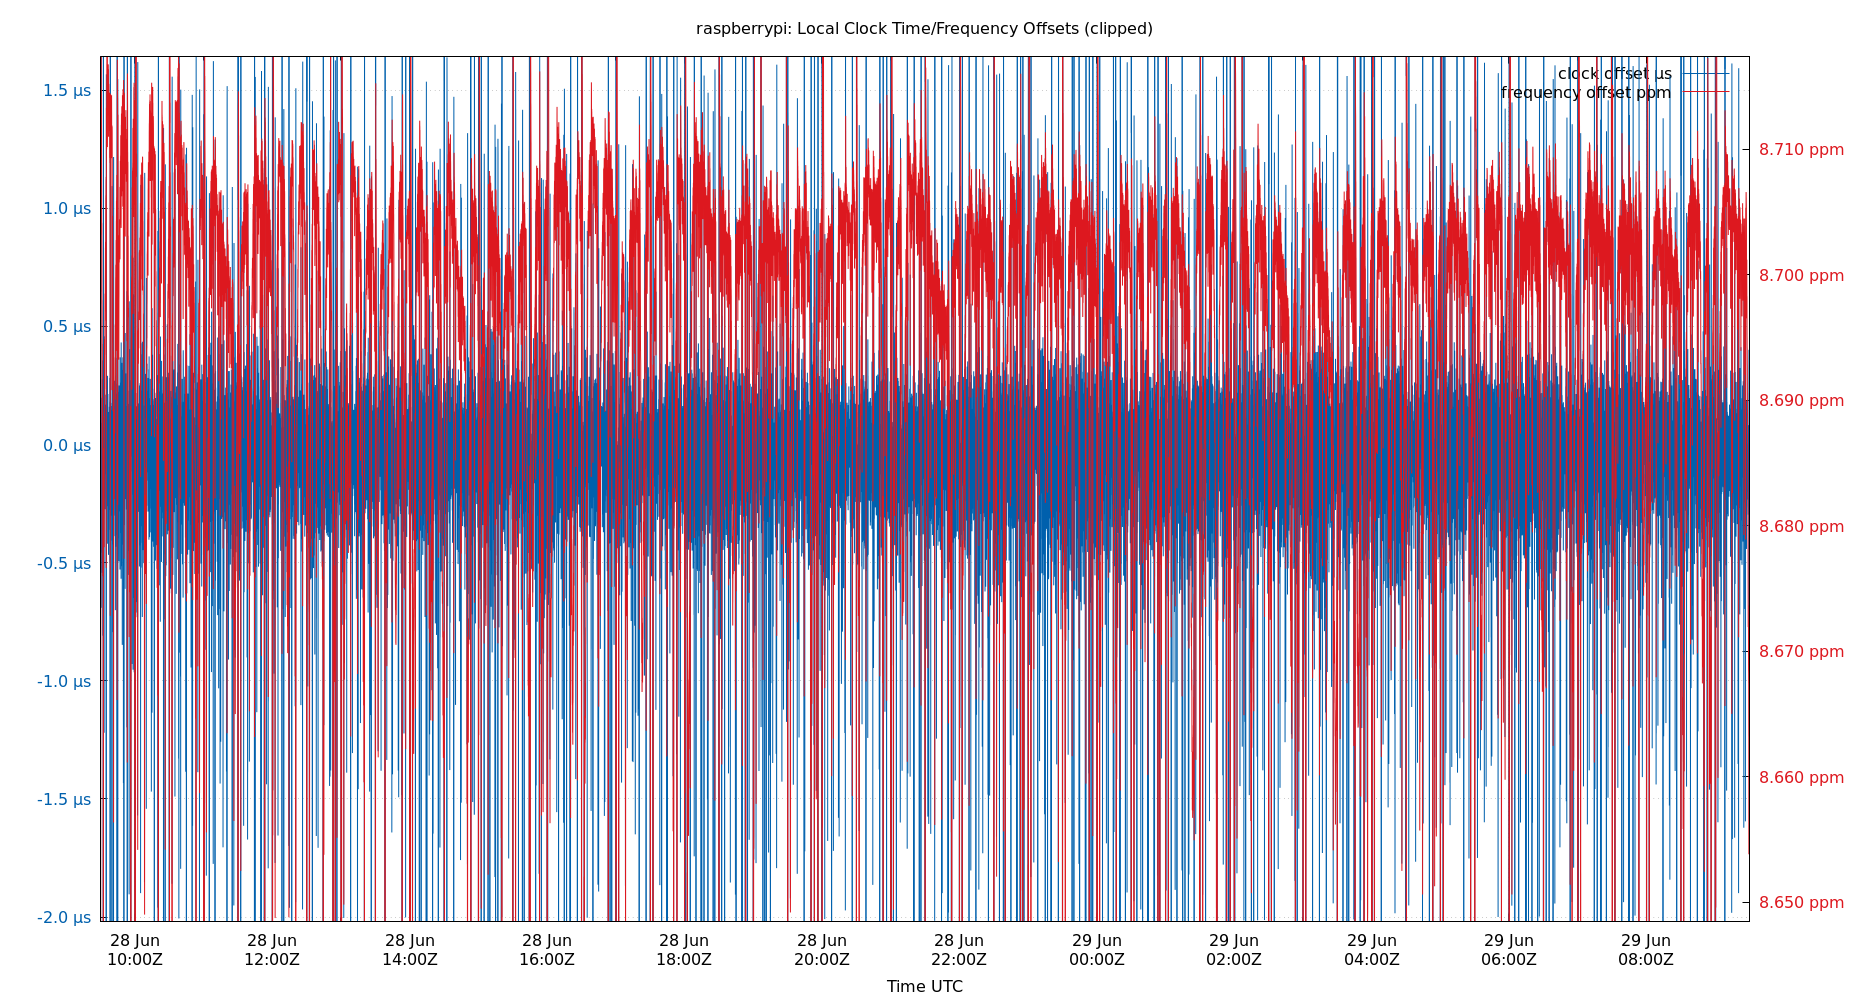 raspberrypi: Local Clock Time/Frequency Offsets (clipped)
clock offset µs
frequency offset ppm
1.5 µs
1.0 µs
0.5 µs
0.0 µs
-0.5 µs
-1.0 µs
-1.5 µs
-2.0 µs
8.710 ppm
8.700 ppm
8.690 ppm
8.680 ppm
8.670 ppm
8.660 ppm
8.650 ppm
28 Jun 28 Jun 28 Jun 28 Jun 28 Jun 28 Jun 28 Jun 29 Jun 29 Jun 29 Jun 29 Jun 29 Jun
10:00Z 12:00Z 14:00Z 16:00Z 18:00Z 20:00Z 22:00Z 00:00Z 02:00Z 04:00Z 06:00Z 08:00Z
Time UTC